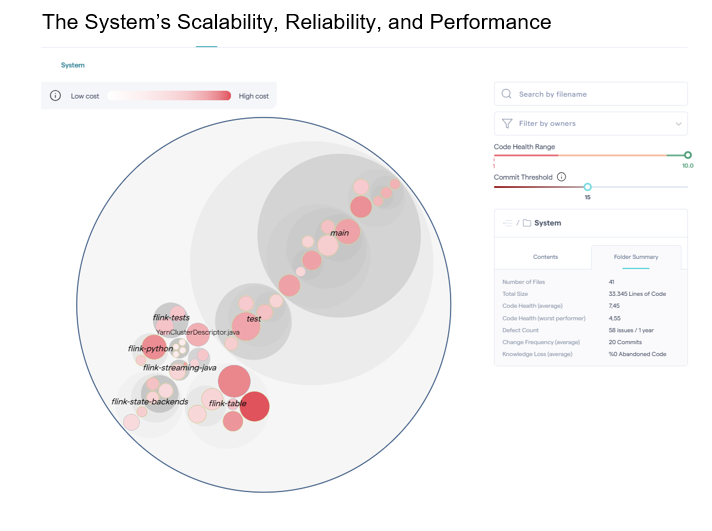 The System’s Scalability, Reliability, and Performance
System
Low cost
High cost
Search by filename
Filter by owners
Code Health Range
1
10.0
Commit Threshold
15
/ System
Contents
Folder Summary
Number of Files 41
Total Size 33.345 Lines of Code
Code Health (average) 7,45
Code Health (worst performer) 4,55
Defect Count 58 issues / 1 year
Change Frequency (average) 20 Commits
Knowledge Loss (average) %0 Abandoned Code
main
test
flink-tests
YarnClusterDescriptor.java
flink-python
flink-streaming-java
flink-state-backends
flink-table